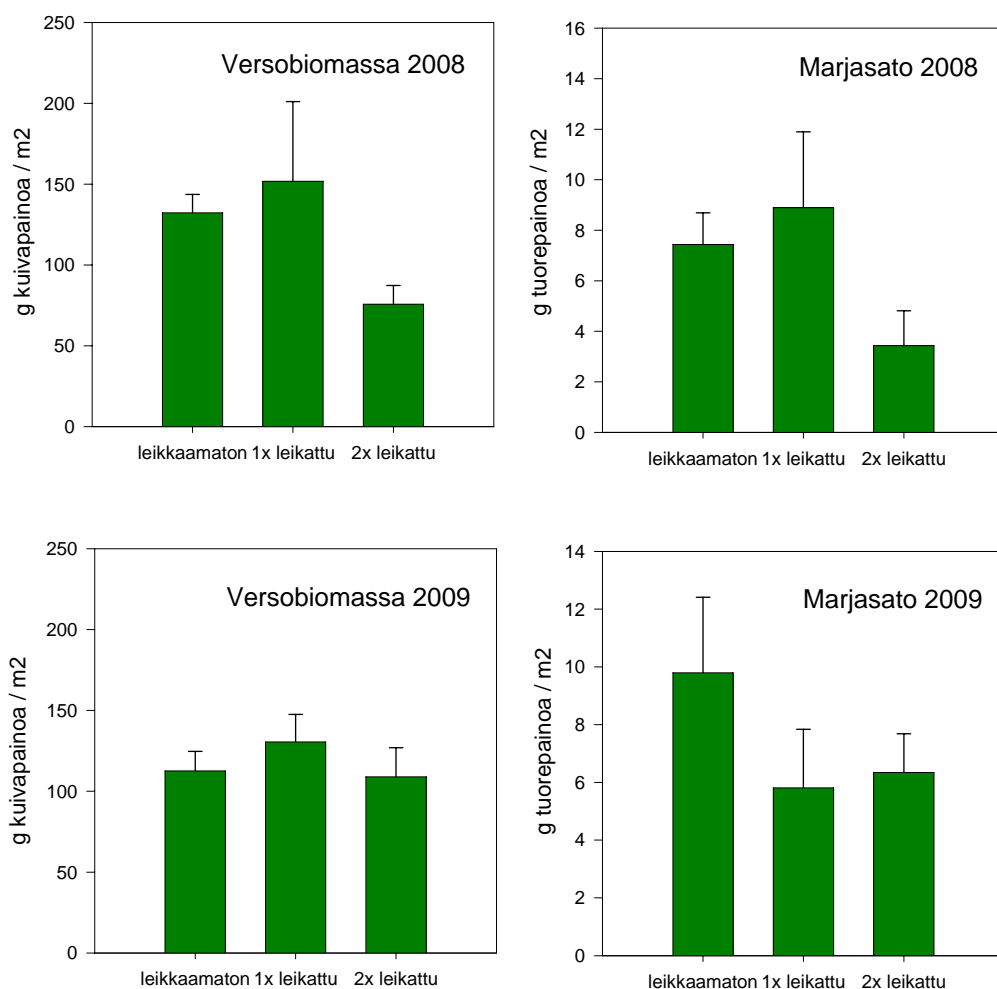 Versobiomassa 2008
g kuivapainoa / m2
250
200
150
100
50
0
leikkaamaton 1x leikattu 2x leikattu
Marjasato 2008
g tuorepainoa / m2
16
14
12
10
8
6
4
2
0
leikkaamaton 1x leikattu 2x leikattu
Versobiomassa 2009
g kuivapainoa / m2
250
200
150
100
50
0
leikkaamaton 1x leikattu 2x leikattu
Marjasato 2009
g tuorepainoa / m2
14
12
10
8
6
4
2
0
leikkaamaton 1x leikattu 2x leikattu